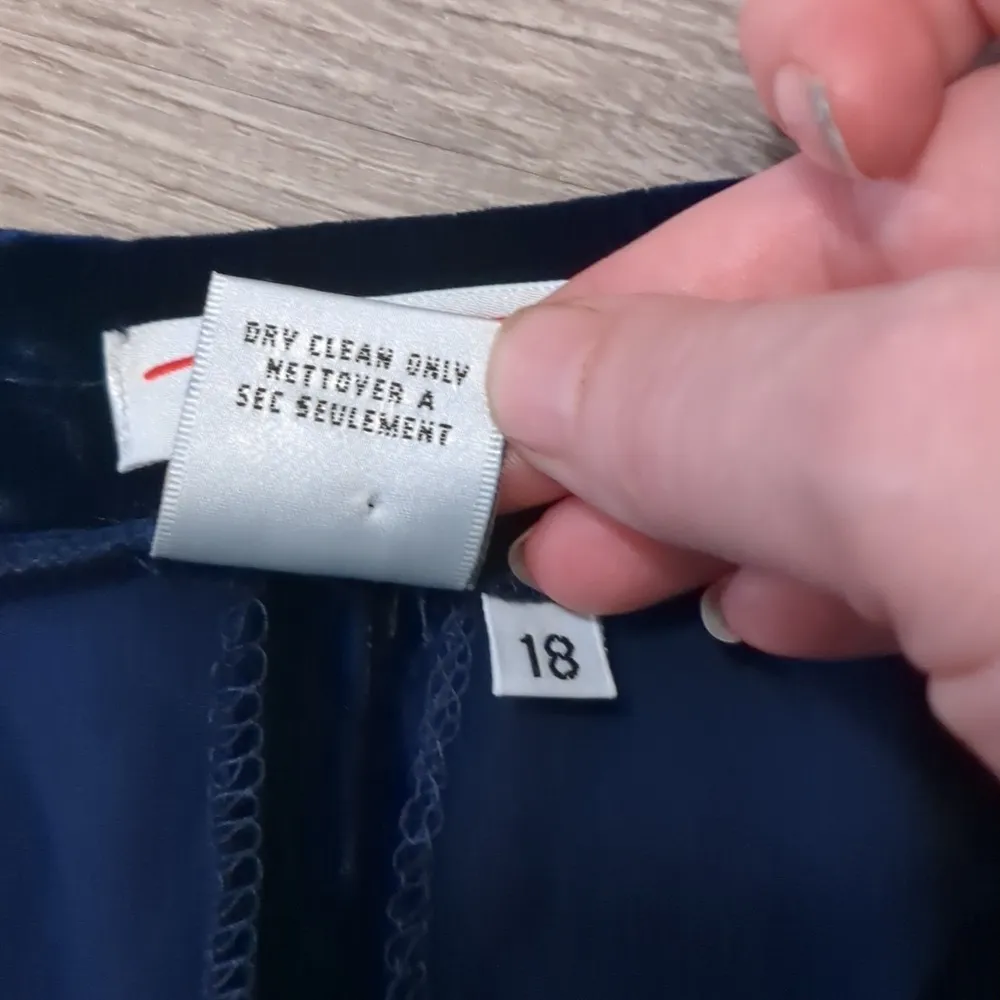 DRY CLEAN ONLY
NETTOYER A
SEC SEULEMENT
18